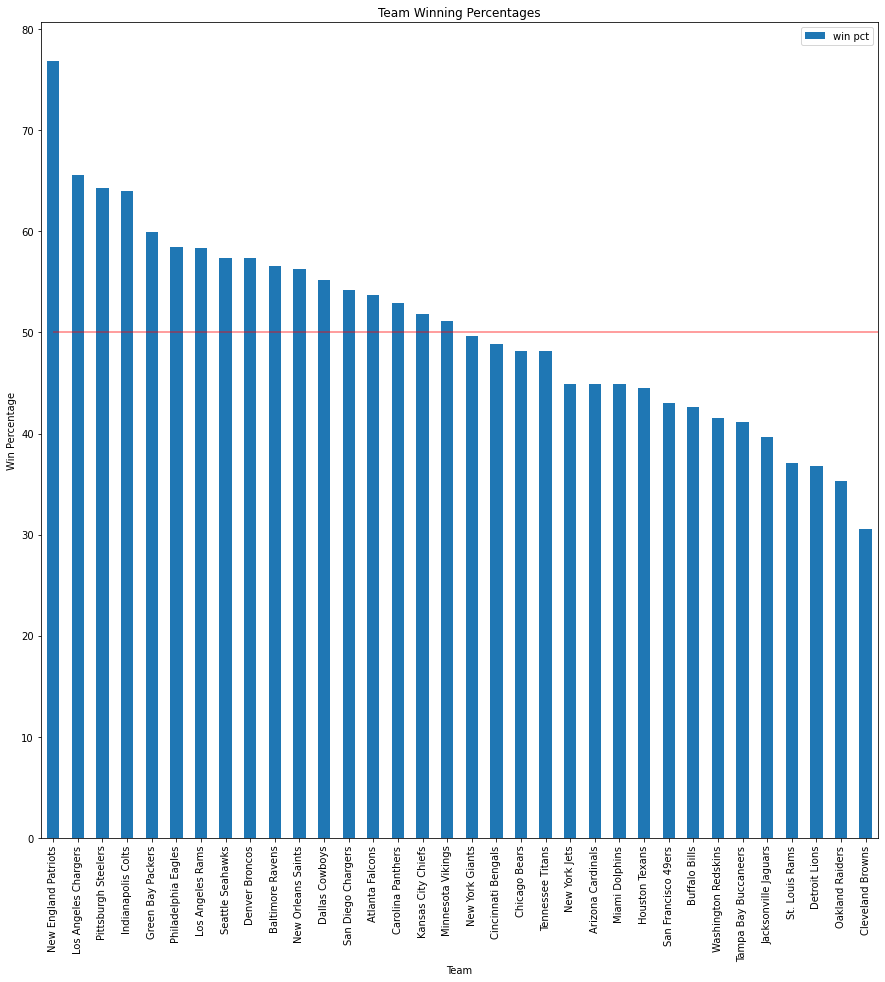 Team Winning Percentages
win pct
80
70
60
50
40
30
20
10
0
Win Percentage
New England Patriots
Los Angeles Chargers
Pittsburgh Steelers
Indianapolis Colts
Green Bay Packers
Philadelphia Eagles
Los Angeles Rams
Seattle Seahawks
Denver Broncos
Baltimore Ravens
New Orleans Saints
Dallas Cowboys
San Diego Chargers
Atlanta Falcons
Carolina Panthers
Kansas City Chiefs
Minnesota Vikings
New York Giants
Cincinnati Bengals
Chicago Bears
Tennessee Titans
New York Jets
Arizona Cardinals
Miami Dolphins
Houston Texans
San Francisco 49ers
Buffalo Bills
Washington Redskins
Tampa Bay Buccaneers
Jacksonville Jaguars
St. Louis Rams
Detroit Lions
Oakland Raiders
Cleveland Browns
Team